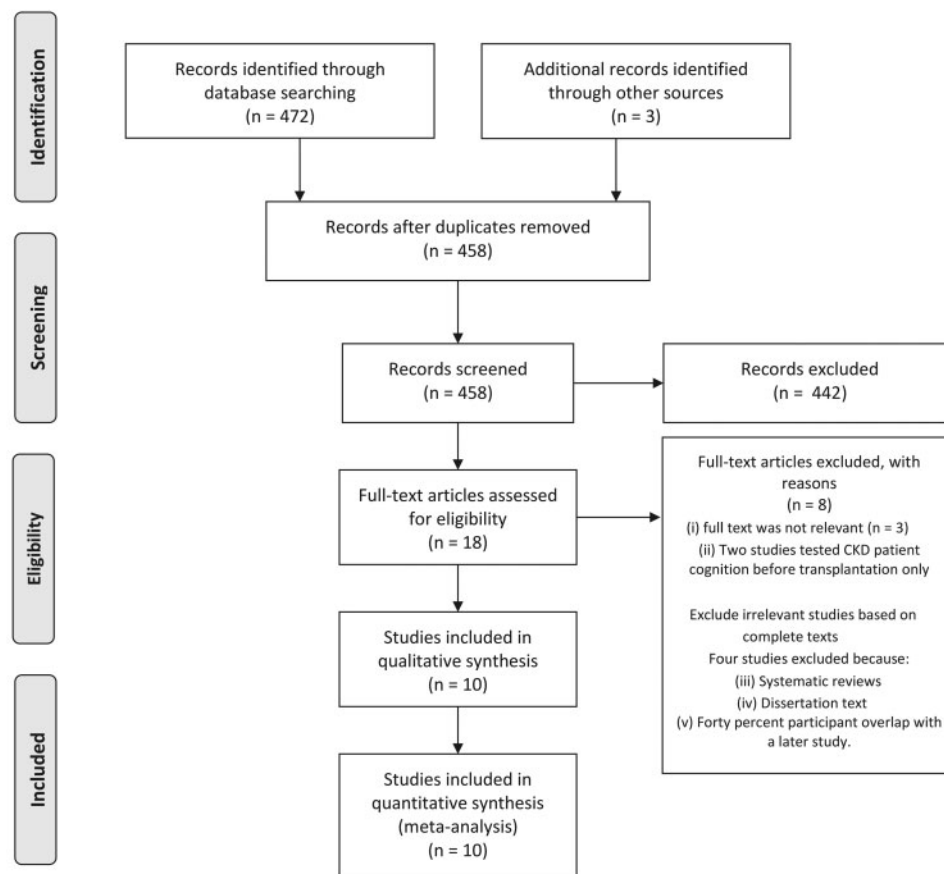 Identification
Records identified through
database searching
(n = 472)
Additional records identified
through other sources
(n = 3)
Records after duplicates removed
(n = 458)
Screening
Records screened
(n = 458)
Records excluded
(n = 442)
Eligibility
Full-text articles assessed
for eligibility
(n = 18)
Full-text articles excluded, with
reasons
(n = 8)
(i) full text was not relevant (n = 3)
(ii) Two studies tested CKD patient
cognition before transplantation only
Exclude irrelevant studies based on
complete texts
Four studies excluded because:
(iii) Systematic reviews
(iv) Dissertation text
(v) Forty percent participant overlap with
a later study.
Studies included in
qualitative synthesis
(n = 10)
Included
Studies included in
quantitative synthesis
(meta-analysis)
(n = 10)